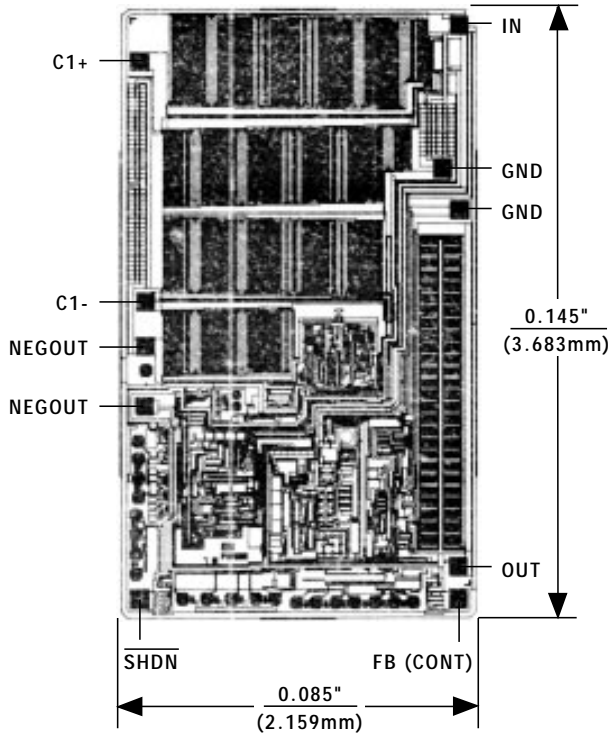 IN
C1+
GND
GND
C1-
0.145"
(3.683mm)
NEGOUT
NEGOUT
OUT
SHDN
FB (CONT)
0.085"
(2.159mm)